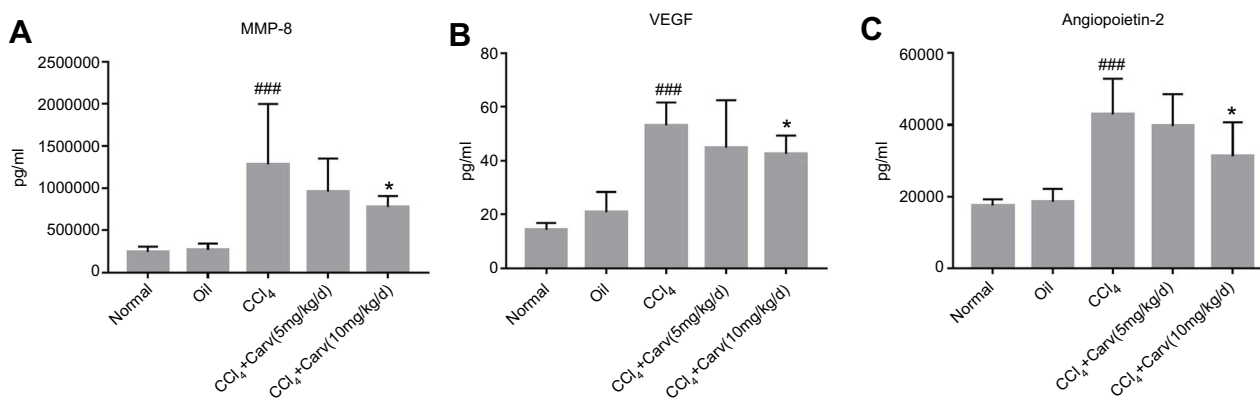 A
MMP-8
pg/ml
2500000
2000000
1500000
1000000
500000
0
###
*
Normal
Oil
CCl₄
CCl₄+Carv(5mg/kg/d)
CCl₄+Carv(10mg/kg/d)
B
VEGF
pg/ml
80
60
40
20
0
###
*
Normal
Oil
CCl₄
CCl₄+Carv(5mg/kg/d)
CCl₄+Carv(10mg/kg/d)
C
Angiopoietin-2
pg/ml
60000
40000
20000
0
###
*
Normal
Oil
CCl₄
CCl₄+Carv(5mg/kg/d)
CCl₄+Carv(10mg/kg/d)